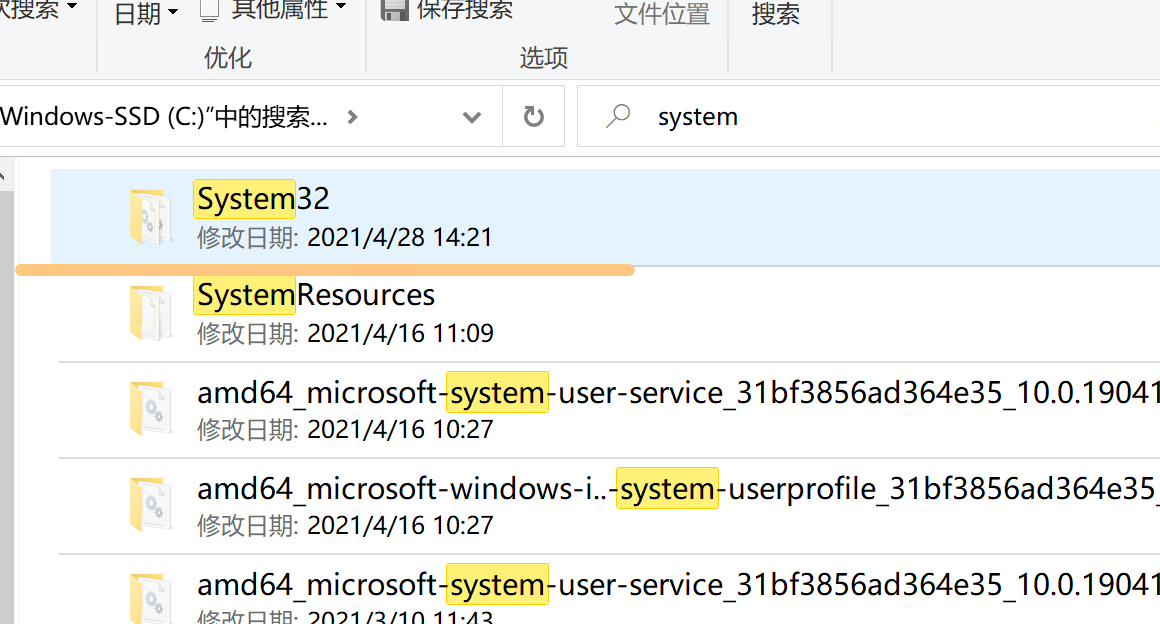 次搜索
日期
其他属性
保存搜索
文件位置
搜索
优化
选项
Windows-SSD (C:)"中的搜索...
system
System32
修改日期: 2021/4/28 14:21
SystemResources
修改日期: 2021/4/16 11:09
amd64_microsoft-system-user-service_31bf3856ad364e35_10.0.19041
修改日期: 2021/4/16 10:27
amd64_microsoft-windows-i..-system-userprofile_31bf3856ad364e35_
修改日期: 2021/4/16 10:27
amd64_microsoft-system-user-service_31bf3856ad364e35_10.0.19041
修改日期: 2021/3/10 11:43